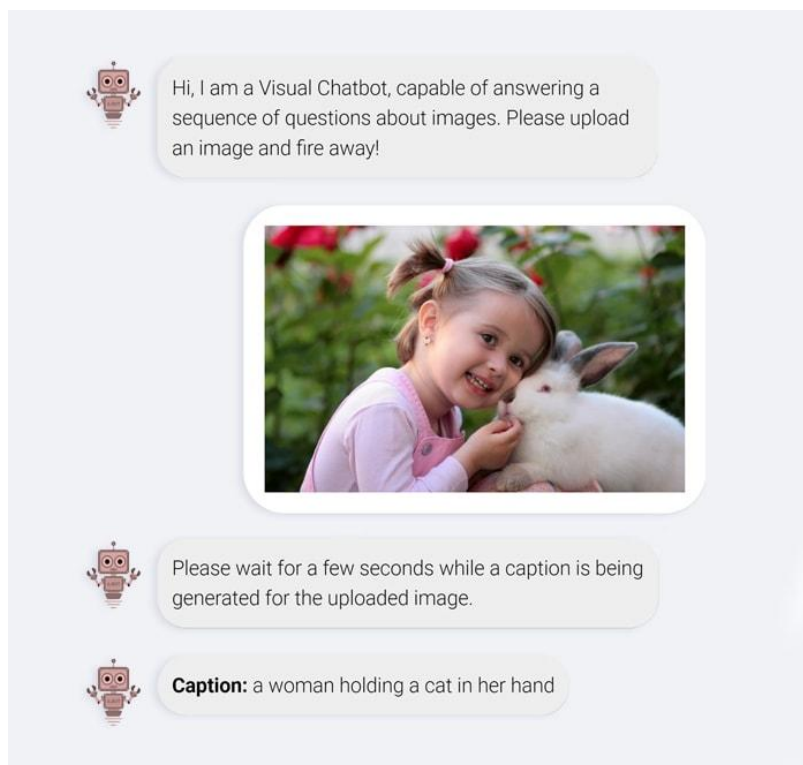 Hi, I am a Visual Chatbot, capable of answering a
sequence of questions about images. Please upload
an image and fire away!
Please wait for a few seconds while a caption is being
generated for the uploaded image.
Caption: a woman holding a cat in her hand